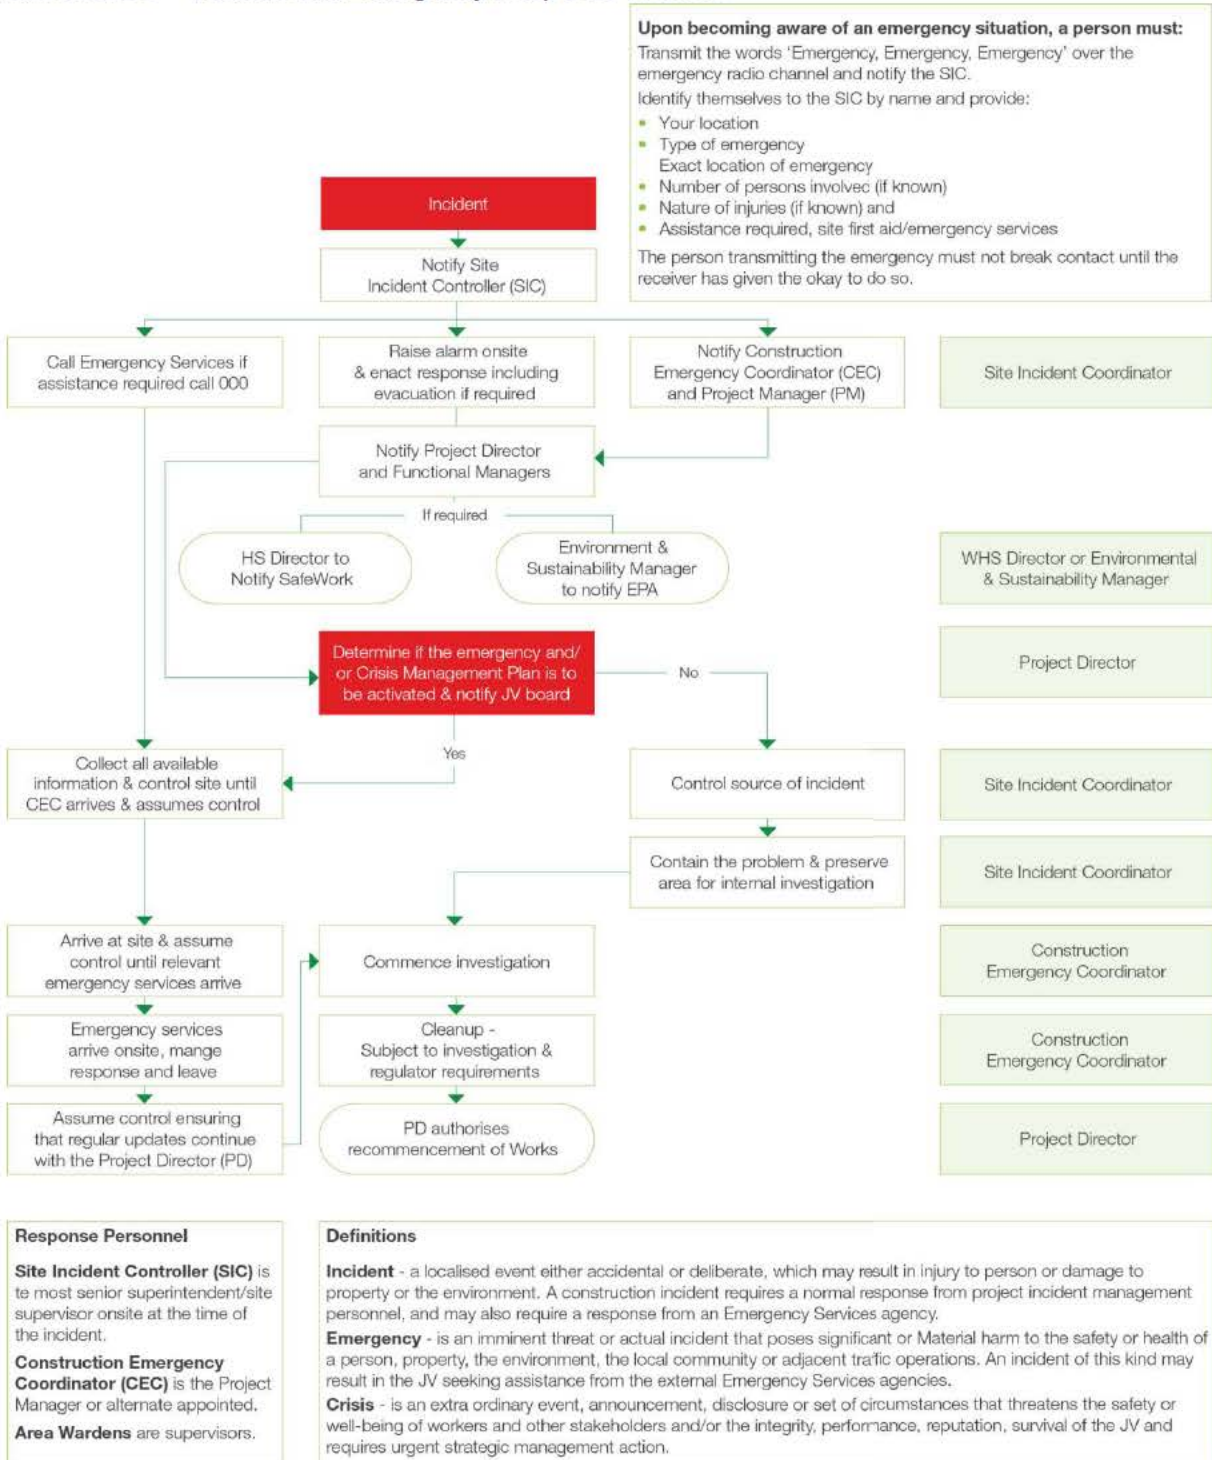 Upon becoming aware of an emergency situation, a person must:
Transmit the words 'Emergency, Emergency, Emergency' over the
emergency radio channel and notify the SIC.
Identify themselves to the SIC by name and provide:
• Your location
• Type of emergency
Exact location of emergency
• Number of persons involved (if known)
• Nature of injuries (if known) and
• Assistance required, site first aid/emergency services
The person transmitting the emergency must not break contact until the
receiver has given the okay to do so.
Incident
Notify Site
Incident Controller (SIC)
Call Emergency Services if
assistance required call 000
Raise alarm onsite
& enact response including
evacuation if required
Notify Construction
Emergency Coordinator (CEC)
and Project Manager (PM)
Site Incident Coordinator
Notify Project Director
and Functional Managers
If required
HS Director to
Notify SafeWork
Environment &
Sustainability Manager
to notify EPA
WHS Director or Environmental
& Sustainability Manager
Determine if the emergency and/
or Crisis Management Plan is to
be activated & notify JV board
No
Project Director
Yes
Collect all available
information & control site until
CEC arrives & assumes control
Control source of incident
Site Incident Coordinator
Contain the problem & preserve
area for internal investigation
Site Incident Coordinator
Arrive at site & assume
control until relevant
emergency services arrive
Commence investigation
Construction
Emergency Coordinator
Emergency services
arrive onsite, mange
response and leave
Cleanup -
Subject to investigation &
regulator requirements
Construction
Emergency Coordinator
Assume control ensuring
that regular updates continue
with the Project Director (PD)
PD authorises
recommencement of Works
Project Director
Response Personnel
Site Incident Controller (SIC) is
te most senior superintendent/site
supervisor onsite at the time of
the incident.
Construction Emergency
Coordinator (CEC) is the Project
Manager or alternate appointed.
Area Wardens are supervisors.
Definitions
Incident - a localised event either accidental or deliberate, which may result in injury to person or damage to
property or the environment. A construction incident requires a normal response from project incident management
personnel, and may also require a response from an Emergency Services agency.
Emergency - is an imminent threat or actual incident that poses significant or Material harm to the safety or health of
a person, property, the environment, the local community or adjacent traffic operations. An incident of this kind may
result in the JV seeking assistance from the external Emergency Services agencies.
Crisis - is an extra ordinary event, announcement, disclosure or set of circumstances that threatens the safety or
well-being of workers and other stakeholders and/or the integrity, performance, reputation, survival of the JV and
requires urgent strategic management action.